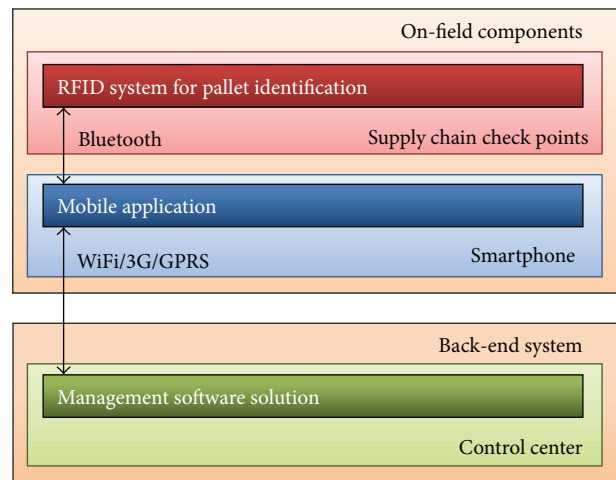 On-field components
RFID system for pallet identification
Bluetooth
Supply chain check points
Mobile application
WiFi/3G/GPRS
Smartphone
Back-end system
Management software solution
Control center